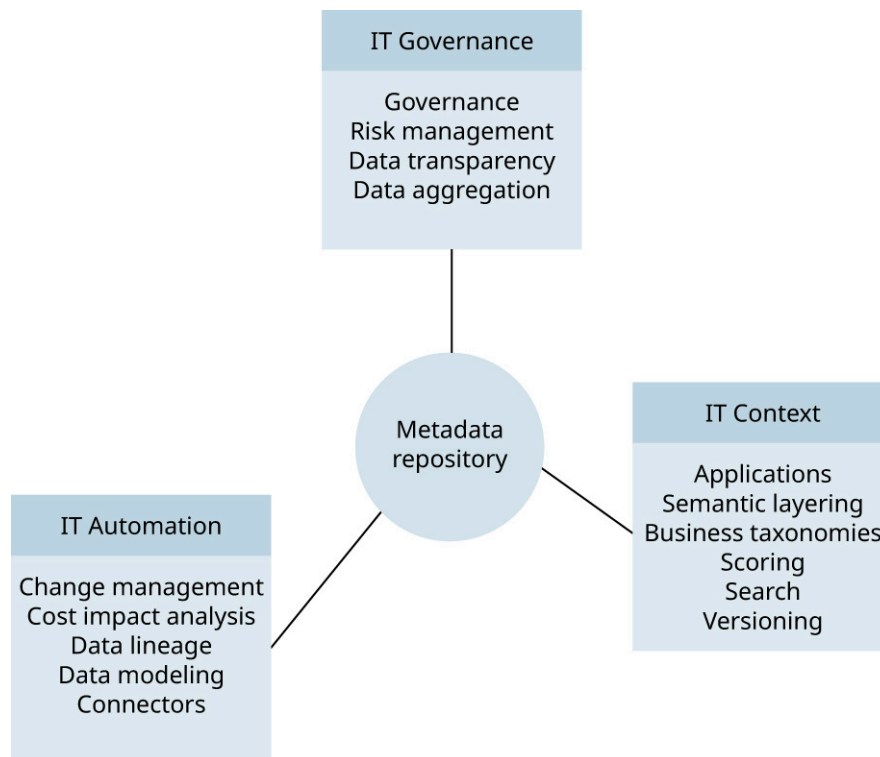 IT Governance
Governance
Risk management
Data transparency
Data aggregation
Metadata
repository
IT Context
Applications
Semantic layering
Business taxonomies
Scoring
Search
Versioning
IT Automation
Change management
Cost impact analysis
Data lineage
Data modeling
Connectors